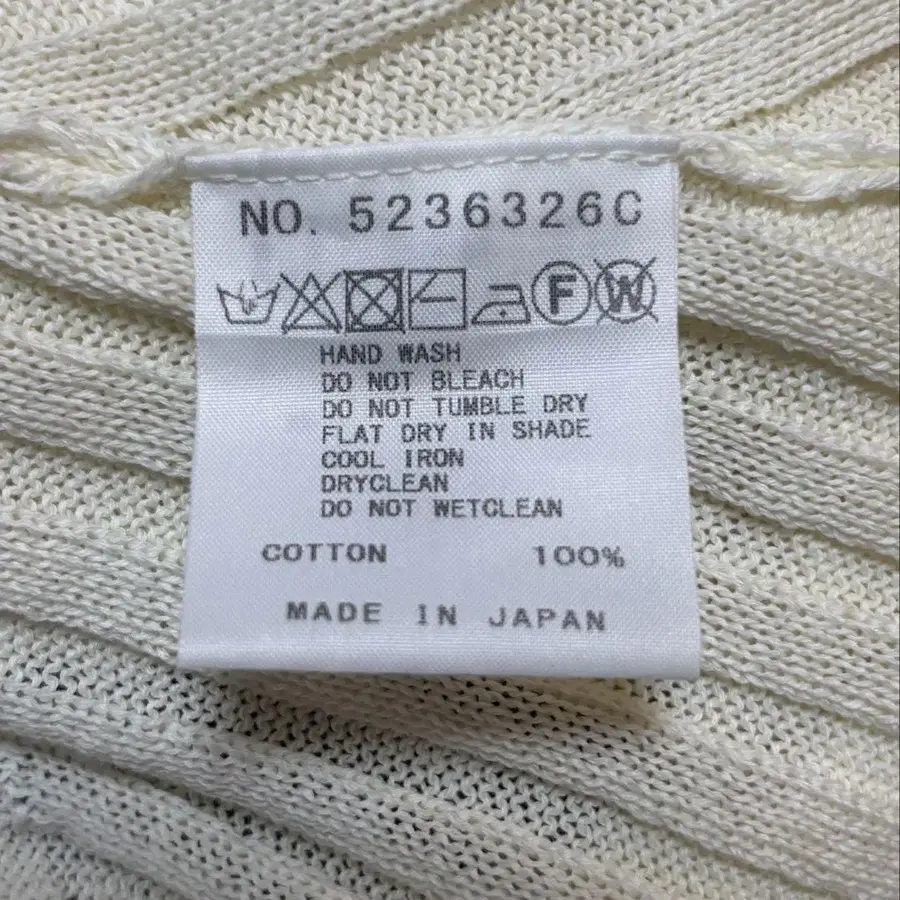 NO. 5236326C
F W
HAND WASH
DO NOT BLEACH
DO NOT TUMBLE DRY
FLAT DRY IN SHADE
COOL IRON
DRYCLEAN
DO NOT WETCLEAN
COTTON 100%
MADE IN JAPAN